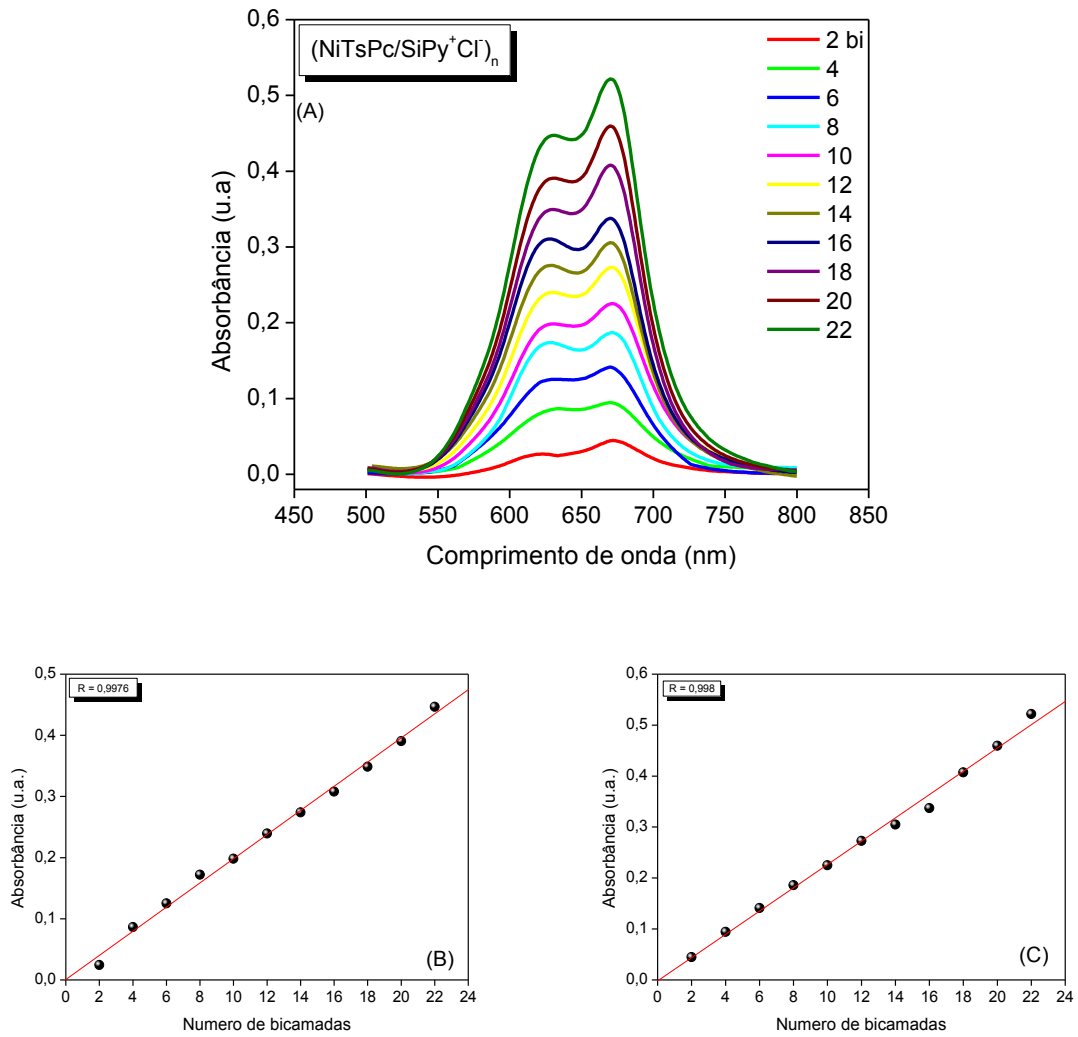 (NiTsPc/SiPy⁺Cl⁻)ₙ
(A)
2 bi
4
6
8
10
12
14
16
18
20
22
Absorbância (u.a)
0,6
0,5
0,4
0,3
0,2
0,1
0,0
450 500 550 600 650 700 750 800 850
Comprimento de onda (nm)
R = 0,9976
Absorbância (u.a.)
0,5
0,4
0,3
0,2
0,1
0,0
(B)
0 2 4 6 8 10 12 14 16 18 20 22 24
Numero de bicamadas
R = 0,998
Absorbância (u.a.)
0,6
0,5
0,4
0,3
0,2
0,1
0,0
(C)
0 2 4 6 8 10 12 14 16 18 20 22 24
Numero de bicamadas